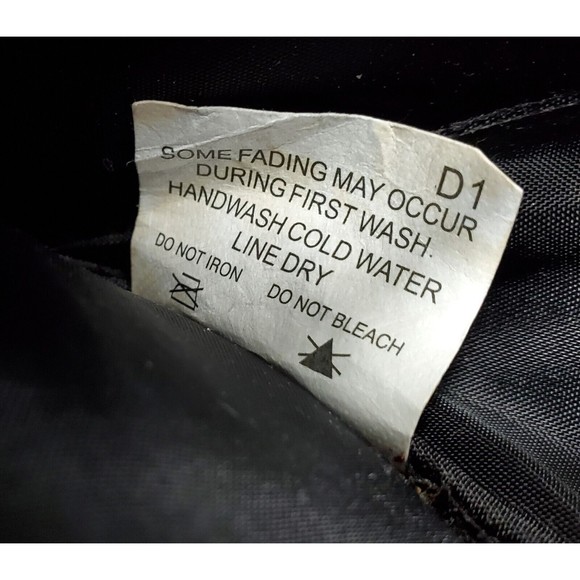 D1
SOME FADING MAY OCCUR
DURING FIRST WASH.
HANDWASH COLD WATER
LINE DRY
DO NOT IRON
DO NOT BLEACH